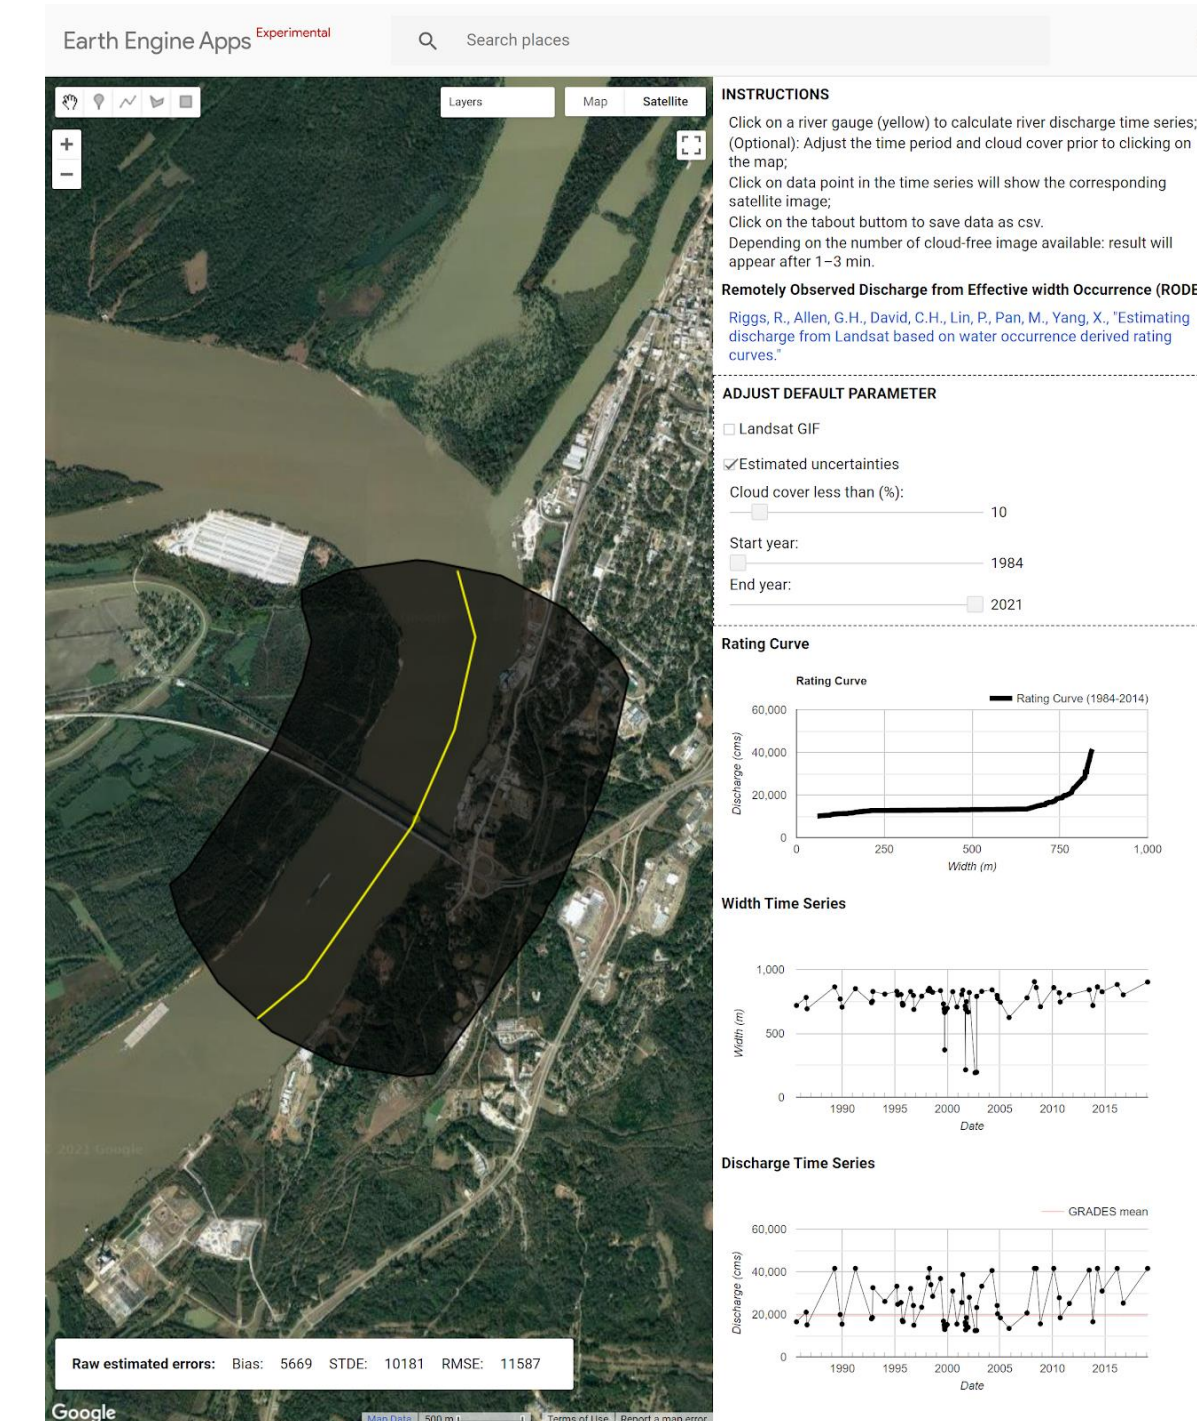 Earth Engine Apps Experimental
Search places
Layers
Map
Satellite
+
−
INSTRUCTIONS
Click on a river gauge (yellow) to calculate river discharge time series;
(Optional): Adjust the time period and cloud cover prior to clicking on
the map;
Click on data point in the time series will show the corresponding
satellite image;
Click on the tabout buttom to save data as csv.
Depending on the number of cloud-free image available: result will
appear after 1–3 min.
Remotely Observed Discharge from Effective width Occurrence (RODE
Riggs, R., Allen, G.H., David, C.H., Lin, P., Pan, M., Yang, X., "Estimating
discharge from Landsat based on water occurrence derived rating
curves."
ADJUST DEFAULT PARAMETER
Landsat GIF
Estimated uncertainties
Cloud cover less than (%):
10
Start year:
1984
End year:
2021
Rating Curve
Rating Curve
Rating Curve (1984-2014)
60,000
40,000
20,000
0
Discharge (cms)
0 250 500 750 1,000
Width (m)
Width Time Series
1,000
500
0
Width (m)
1990 1995 2000 2005 2010 2015
Date
Discharge Time Series
GRADES mean
60,000
40,000
20,000
0
Discharge (cms)
1990 1995 2000 2005 2010 2015
Date
2021 Google
Raw estimated errors: Bias: 5669 STDE: 10181 RMSE: 11587
Google
Map Data 500 m Terms of Use Report a map error